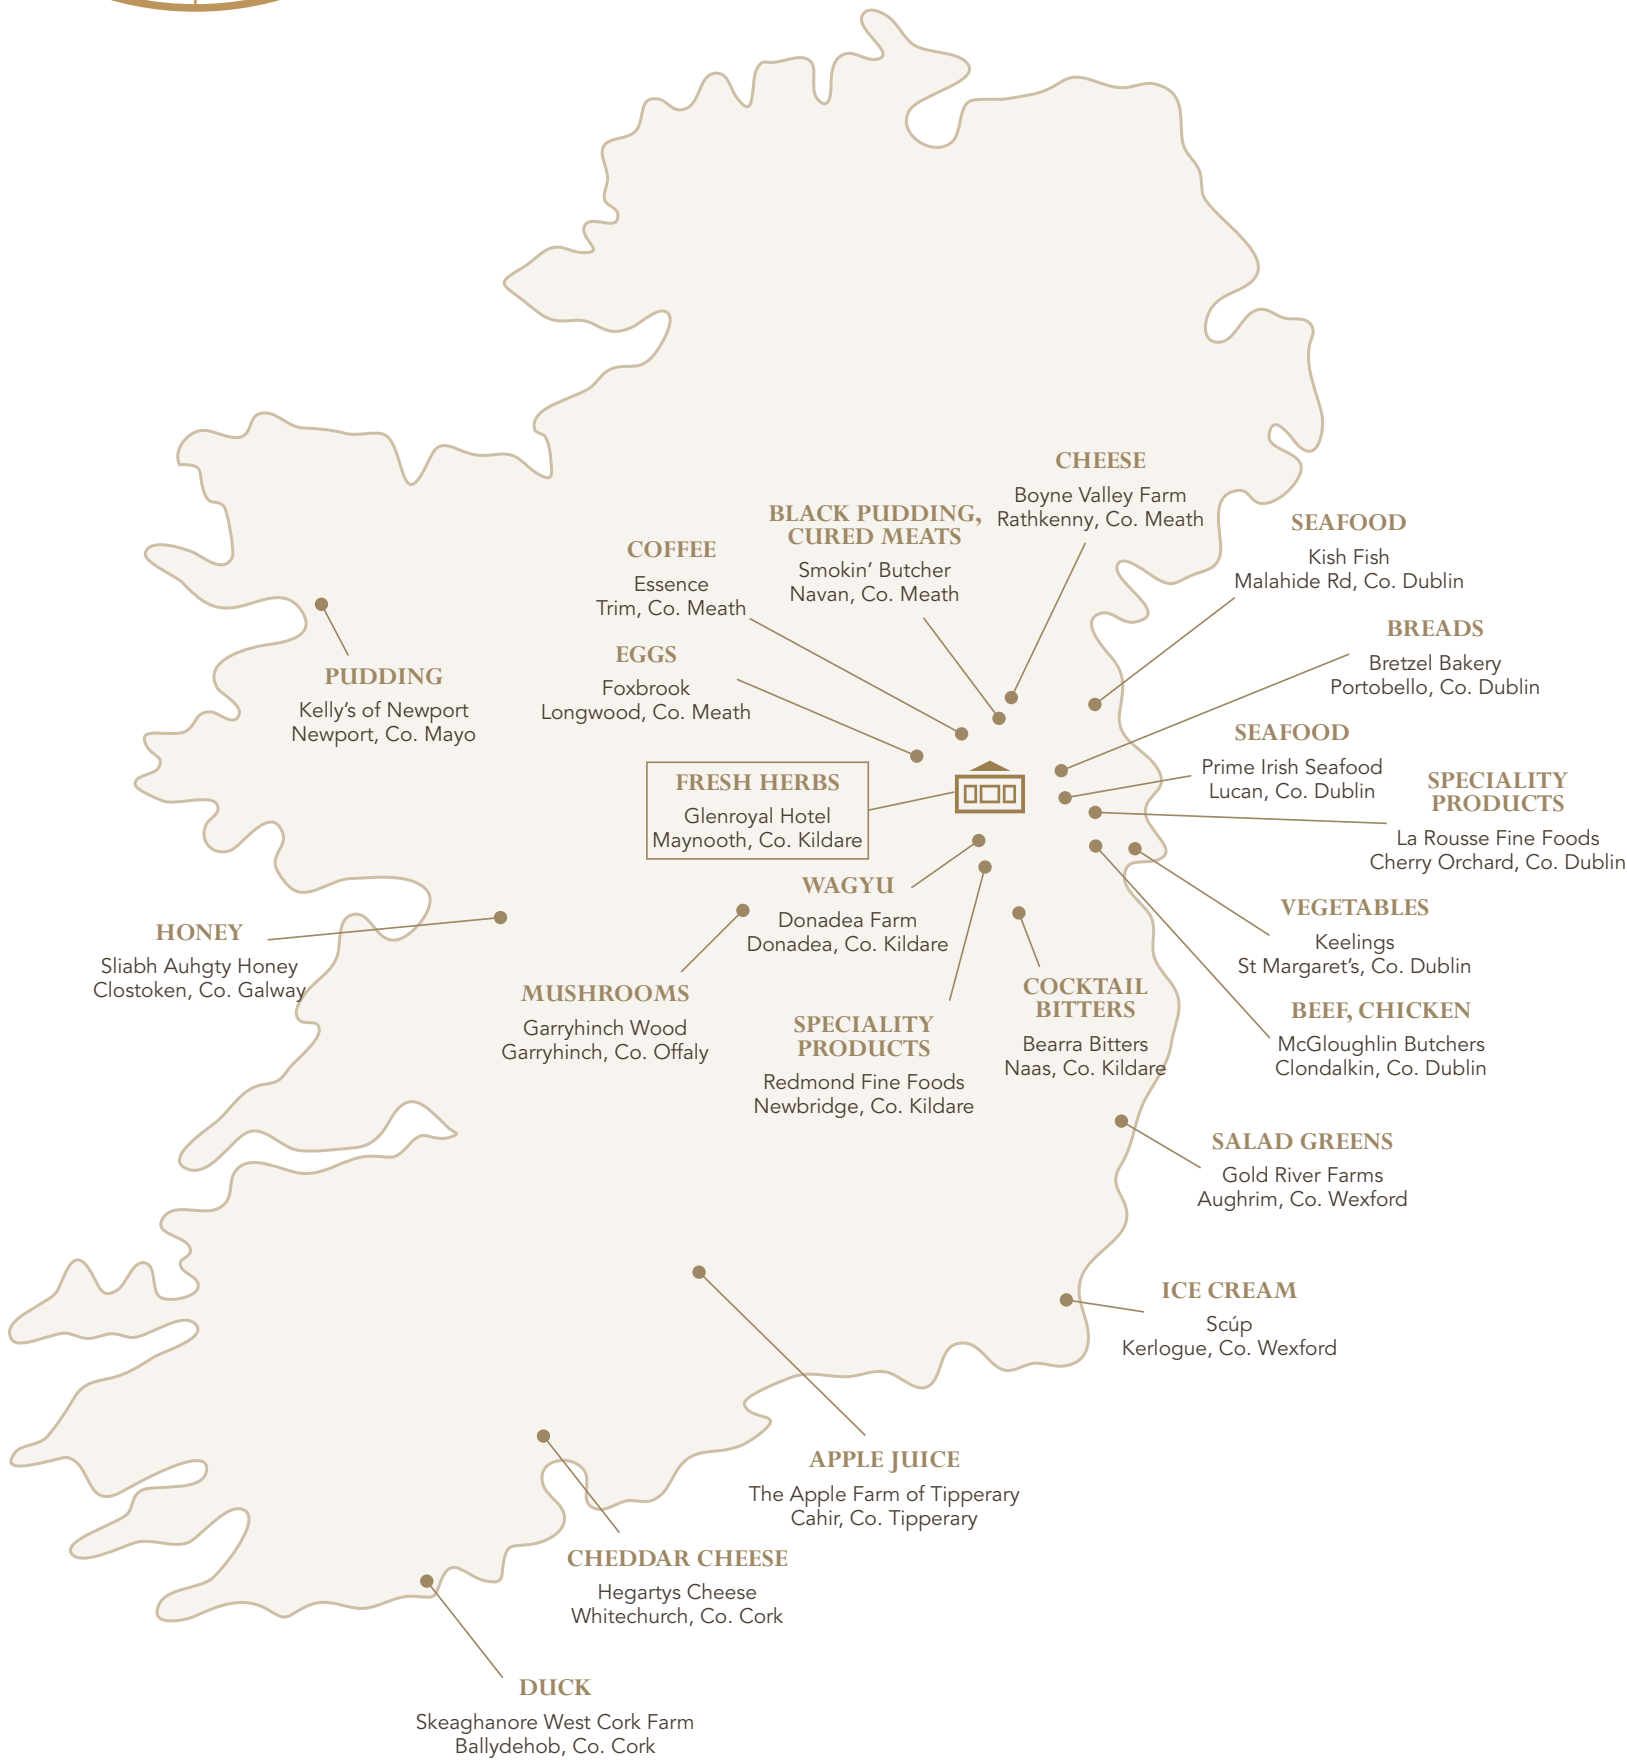 CHEESE
Boyne Valley Farm
Rathkenny, Co. Meath
BLACK PUDDING,
CURED MEATS
Smokin' Butcher
Navan, Co. Meath
SEAFOOD
Kish Fish
Malahide Rd, Co. Dublin
COFFEE
Essence
Trim, Co. Meath
BREADS
Bretzel Bakery
Portobello, Co. Dublin
EGGS
Foxbrook
Longwood, Co. Meath
PUDDING
Kelly's of Newport
Newport, Co. Mayo
SEAFOOD
Prime Irish Seafood
Lucan, Co. Dublin
FRESH HERBS
Glenroyal Hotel
Maynooth, Co. Kildare
SPECIALITY
PRODUCTS
La Rousse Fine Foods
Cherry Orchard, Co. Dublin
WAGYU
Donadea Farm
Donadea, Co. Kildare
VEGETABLES
Keelings
St Margaret's, Co. Dublin
HONEY
Sliabh Auhgty Honey
Clostoken, Co. Galway
MUSHROOMS
Garryhinch Wood
Garryhinch, Co. Offaly
COCKTAIL
BITTERS
Bearra Bitters
Naas, Co. Kildare
BEEF, CHICKEN
McGloughlin Butchers
Clondalkin, Co. Dublin
SPECIALITY
PRODUCTS
Redmond Fine Foods
Newbridge, Co. Kildare
SALAD GREENS
Gold River Farms
Aughrim, Co. Wexford
ICE CREAM
Scúp
Kerlogue, Co. Wexford
APPLE JUICE
The Apple Farm of Tipperary
Cahir, Co. Tipperary
CHEDDAR CHEESE
Hegartys Cheese
Whitechurch, Co. Cork
DUCK
Skeaghanore West Cork Farm
Ballydehob, Co. Cork